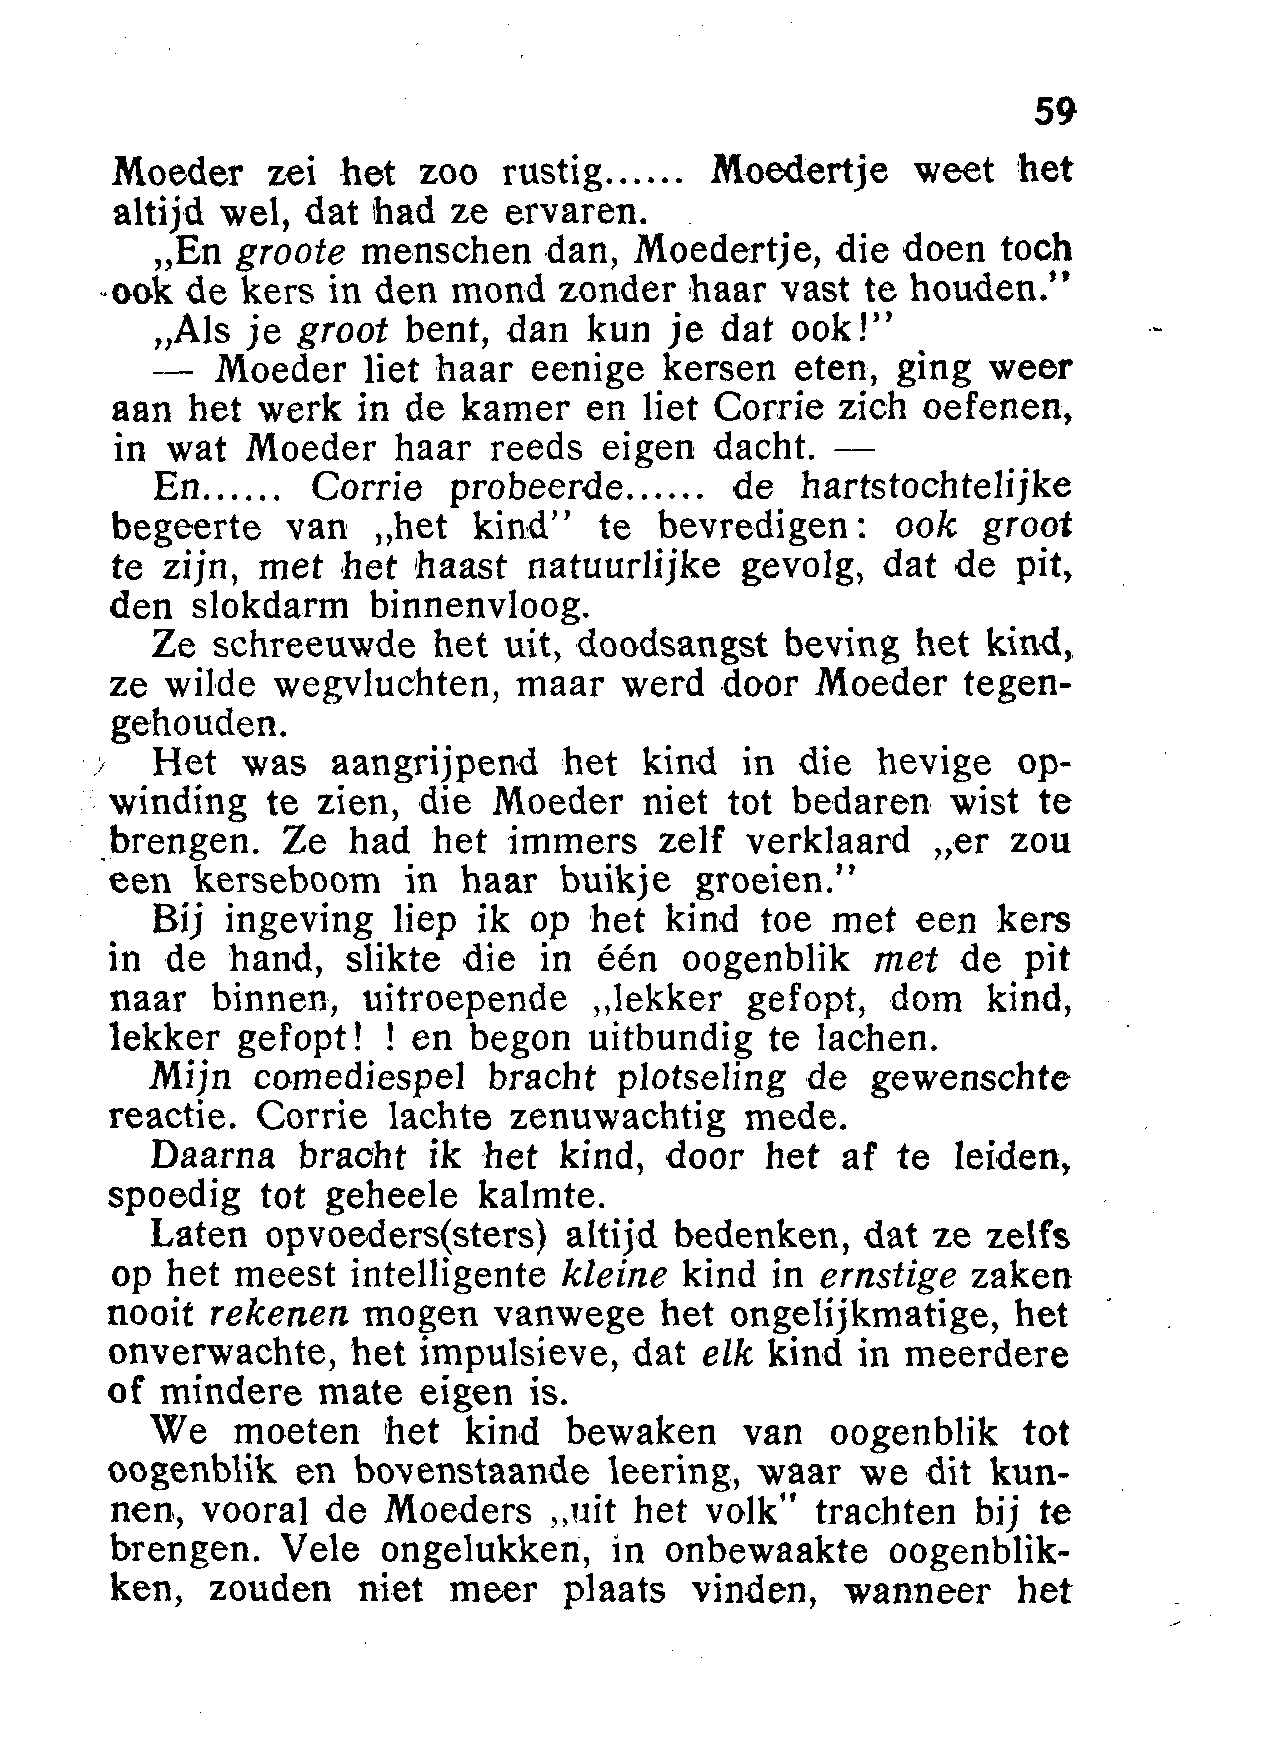 59
Moeder zei het zoo rustig...... Moedertje weet het
altijd wel, dat had ze ervaren.
„En groote menschen dan, Moedertje, die doen toch
ook de kers in den mond zonder haar vast te houden.”
„Als je groot bent, dan kun je dat ook!”
— Moeder liet haar eenige kersen eten, ging weer
aan het werk in de kamer en liet Corrie zich oefenen,
in wat Moeder haar reeds eigen dacht. —
En...... Corrie probeerde...... de hartstochtelijke
begeerte van „het kind” te bevredigen: ook groot
te zijn, met het haast natuurlijke gevolg, dat de pit,
den slokdarm binnenvloog.
Ze schreeuwde het uit, doodsangst beving het kind,
ze wilde wegvluchten, maar werd door Moeder tegen-
gehouden.
Het was aangrijpend het kind in die hevige op-
winding te zien, die Moeder niet tot bedaren wist te
brengen. Ze had het immers zelf verklaard „er zou
een kerseboom in haar buikje groeien.”
Bij ingeving liep ik op het kind toe met een kers
in de hand, slikte die in één oogenblik met de pit
naar binnen, uitroepende „lekker gefopt, dom kind,
lekker gefopt! ! en begon uitbundig te lachen.
Mijn comediespel bracht plotseling de gewenschte
reactie. Corrie lachte zenuwachtig mede.
Daarna bracht ik het kind, door het af te leiden,
spoedig tot geheele kalmte.
Laten opvoeders(sters) altijd bedenken, dat ze zelfs
op het meest intelligente kleine kind in ernstige zaken
nooit rekenen mogen vanwege het ongelijkmatige, het
onverwachte, het impulsieve, dat elk kind in meerdere
of mindere mate eigen is.
We moeten het kind bewaken van oogenblik tot
oogenblik en bovenstaande leering, waar we dit kun-
nen, vooral de Moeders „uit het volk” trachten bij te
brengen. Vele ongelukken, in onbewaakte oogenblik-
ken, zouden niet meer plaats vinden, wanneer het